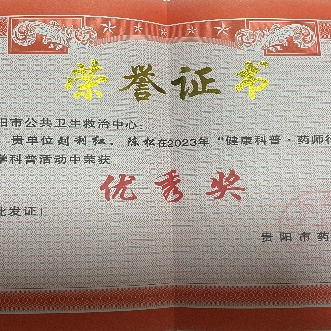 荣誉证书
阳市公共卫生救治中心:
贵单位赵利红、陈松在2023年“健康科普·药师行
学科普活动中荣获
优秀奖
此发证!
贵阳市药